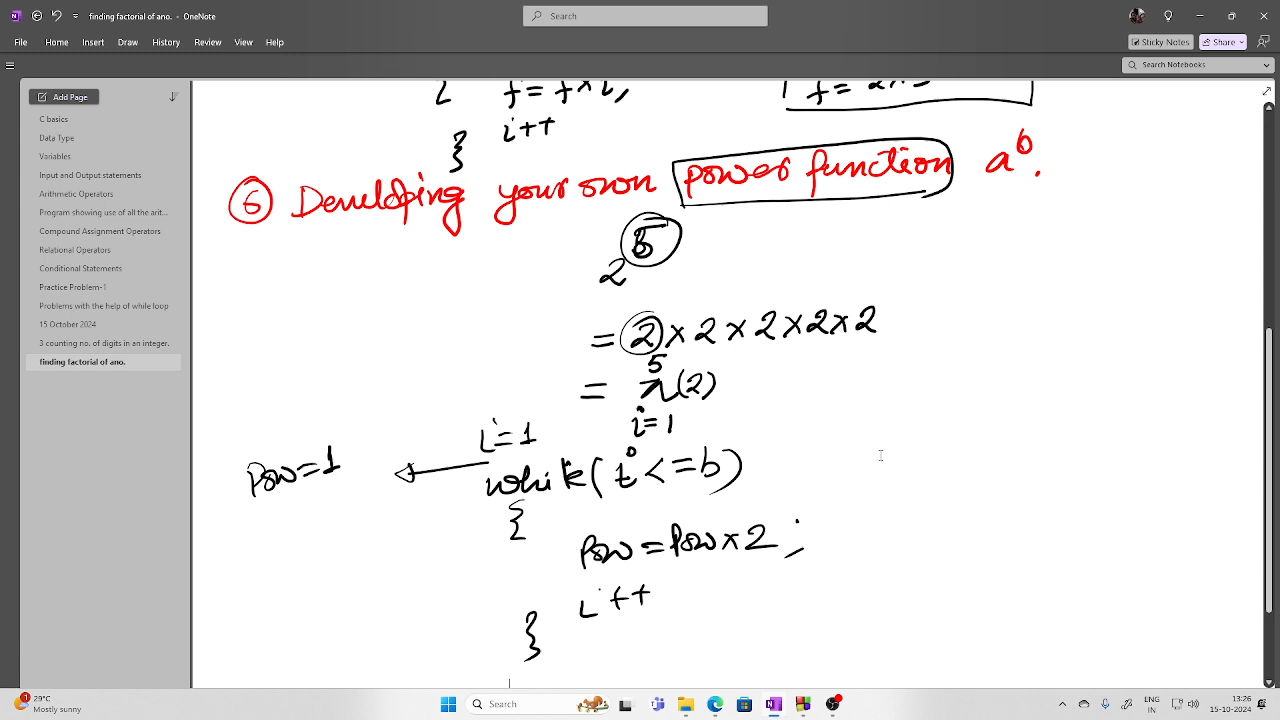 finding factorial of ano. - OneNote
Search
File Home Insert Draw History Review View Help
Sticky Notes
Share
Search Notebooks
Add Page
C basics
Data Type
Variables
Input and Output statements
Arithmetic Operators
Program showing use of all the arit...
Compound Assignment Operators
Relational Operators
Conditional Statements
Practice Problem-1
Problems with the help of while loop
15 October 2024
3 counting no. of digits in an integer.
finding factorial of ano.
{ f = f×i;
i++
}
6 Developing your own power function a^b.
2^5
= 2 × 2 × 2 × 2 × 2
5
= π(2)
i=1
i=1
Pow=1
while(i<=b)
{
Pow=Pow×2;
i++
}
29°C
Mostly sunny
Search
ENG
IN
13:26
15-10-2024